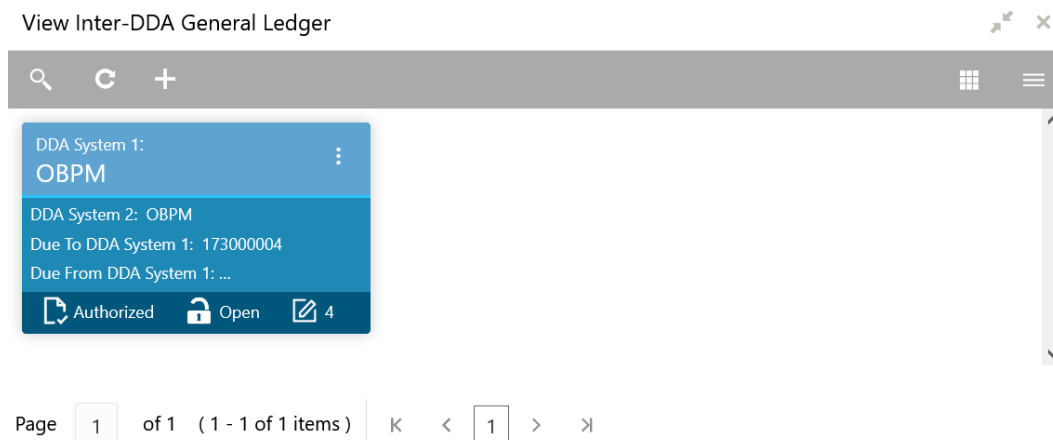 View Inter-DDA General Ledger
DDA System 1:
OBPM
DDA System 2: OBPM
Due To DDA System 1: 173000004
Due From DDA System 1: ...
Authorized Open 4
Page 1 of 1 ( 1 - 1 of 1 items ) 1